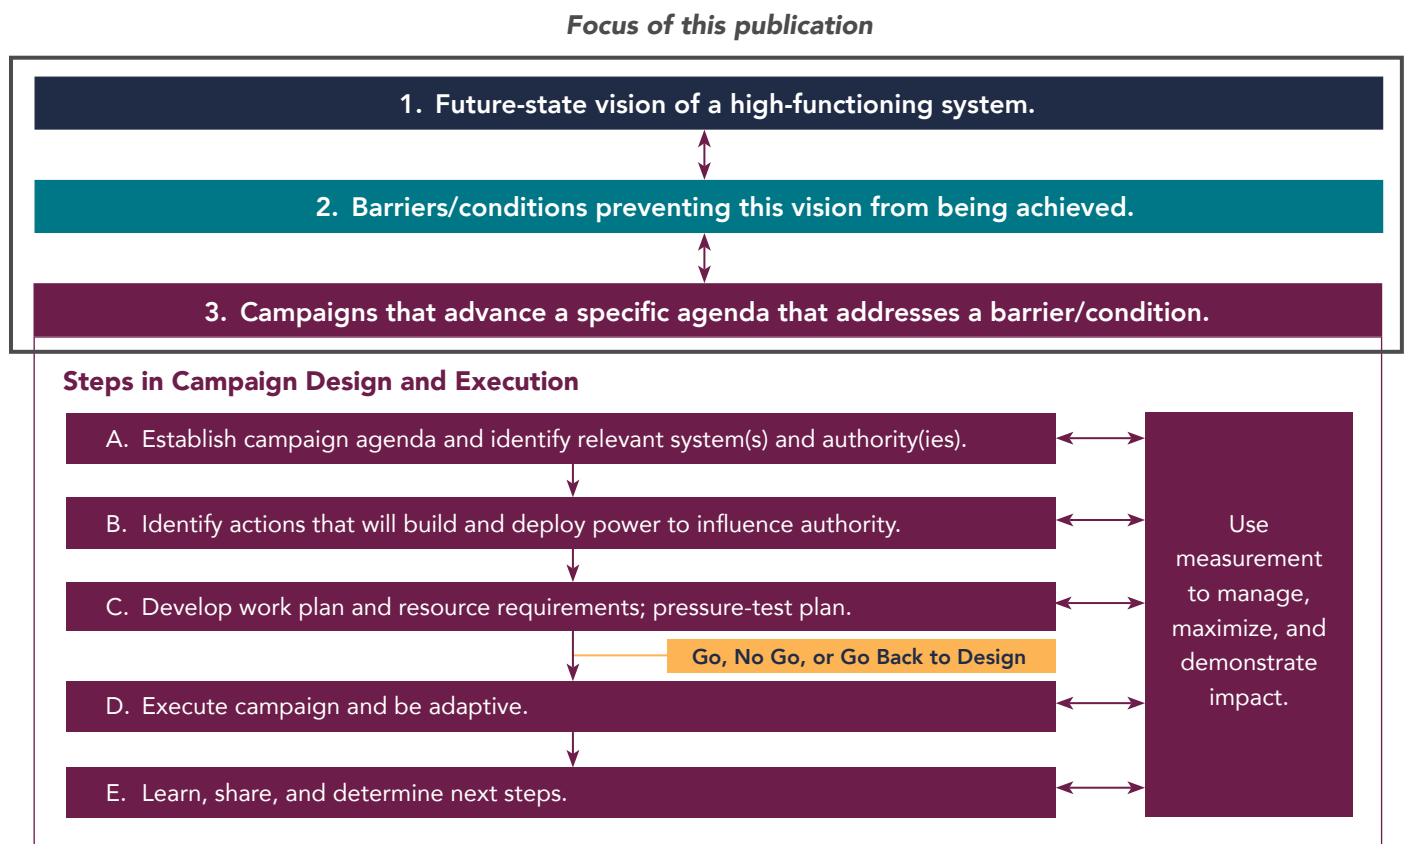 Focus of this publication
1. Future-state vision of a high-functioning system.
2. Barriers/conditions preventing this vision from being achieved.
3. Campaigns that advance a specific agenda that addresses a barrier/condition.
Steps in Campaign Design and Execution
A. Establish campaign agenda and identify relevant system(s) and authority(ies).
B. Identify actions that will build and deploy power to influence authority.
C. Develop work plan and resource requirements; pressure-test plan.
Go, No Go, or Go Back to Design
D. Execute campaign and be adaptive.
E. Learn, share, and determine next steps.
Use
measurement
to manage,
maximize, and
demonstrate
impact.